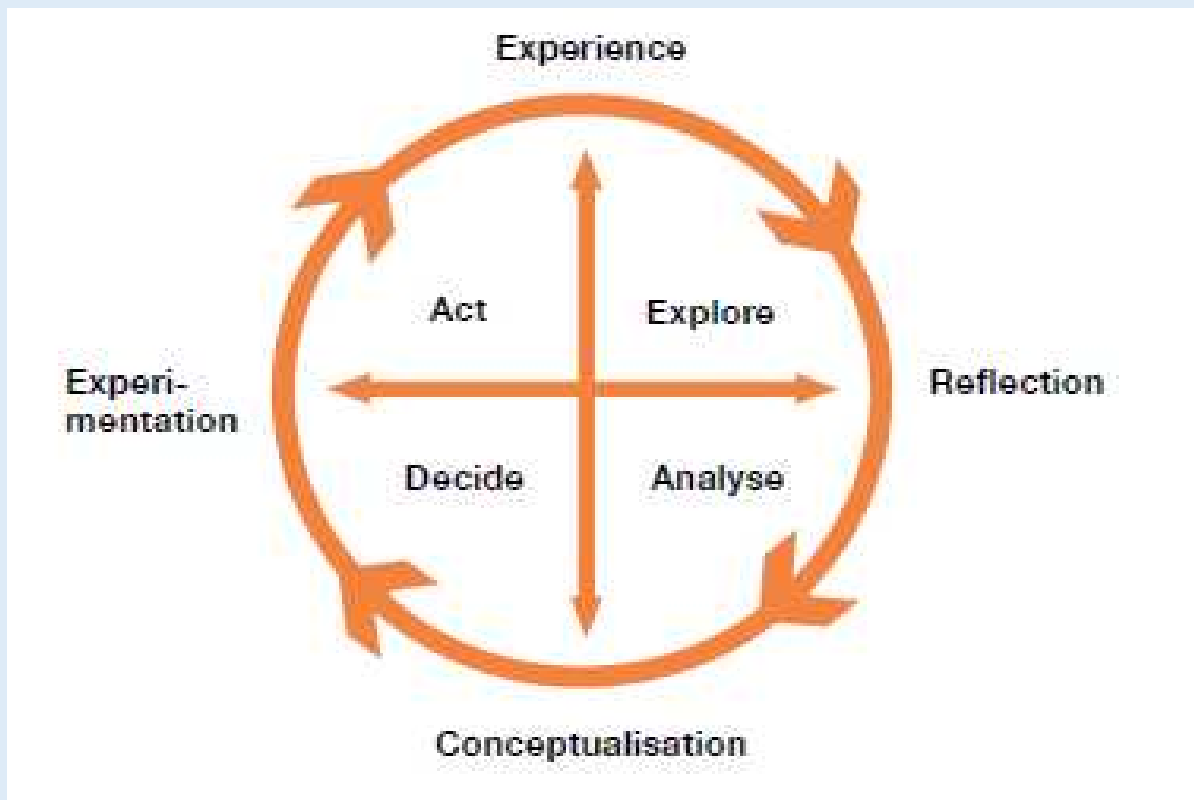 Experience
Act
Explore
Experi-
mentation
Reflection
Decide
Analyse
Conceptualisation